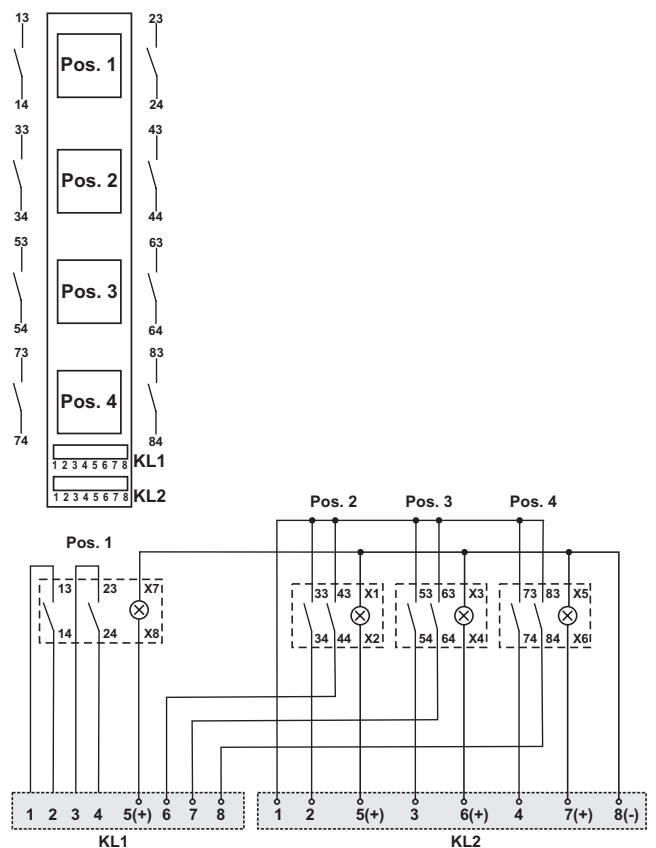 13 23
Pos. 1
14 24
33 43
Pos. 2
34 44
53 63
Pos. 3
54 64
73 83
Pos. 4
74 84
KL1
1 2 3 4 5 6 7 8
KL2
1 2 3 4 5 6 7 8
Pos. 2 Pos. 3 Pos. 4
Pos. 1
13 23 X7 33 43 X1 53 63 X3 73 83 X5
14 24 X8 34 44 X2 54 64 X4 74 84 X6
1 2 3 4 5(+) 6 7 8 1 2 5(+) 3 6(+) 4 7(+) 8(-)
KL1 KL2